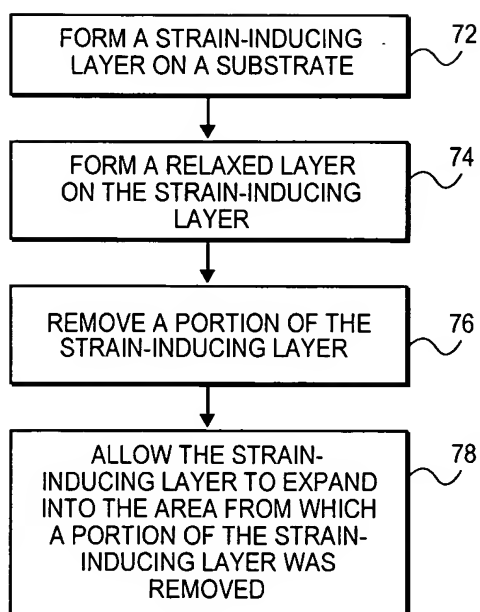 FORM A STRAIN-INDUCING
LAYER ON A SUBSTRATE
72
FORM A RELAXED LAYER
ON THE STRAIN-INDUCING
LAYER
74
REMOVE A PORTION OF THE
STRAIN-INDUCING LAYER
76
ALLOW THE STRAIN-
INDUCING LAYER TO EXPAND
INTO THE AREA FROM WHICH
A PORTION OF THE STRAIN-
INDUCING LAYER WAS
REMOVED
78